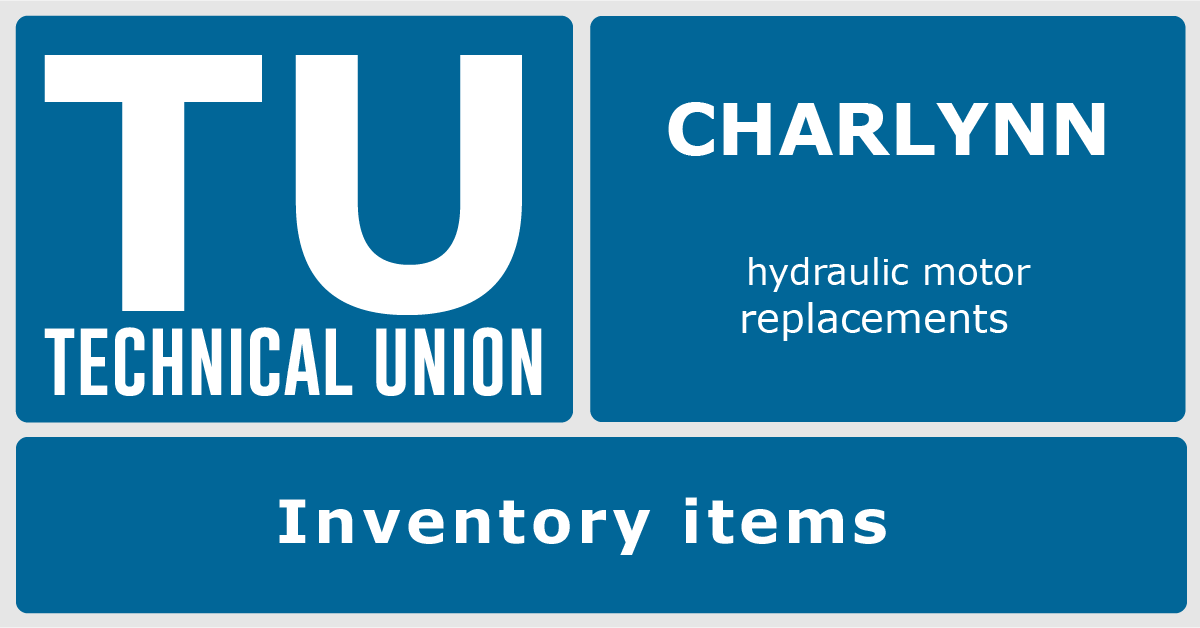 TU
TECHNICAL UNION
CHARLYNN
hydraulic motor
replacements
Inventory items